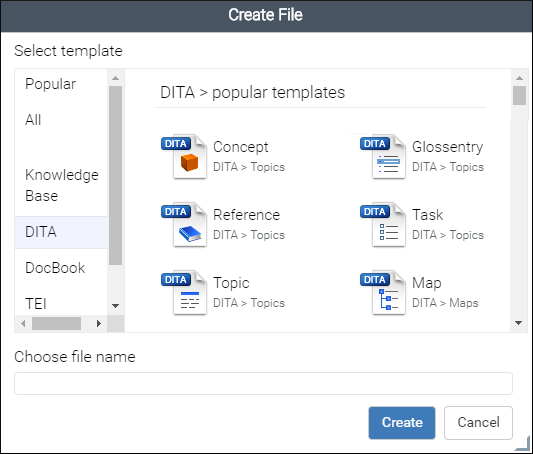 Create File
Select template
Popular
All
Knowledge
Base
DITA
DocBook
TEI
DITA > popular templates
DITA Concept
DITA > Topics
DITA Glossentry
DITA > Topics
DITA Reference
DITA > Topics
DITA Task
DITA > Topics
DITA Topic
DITA > Topics
DITA Map
DITA > Maps
Choose file name
Create Cancel